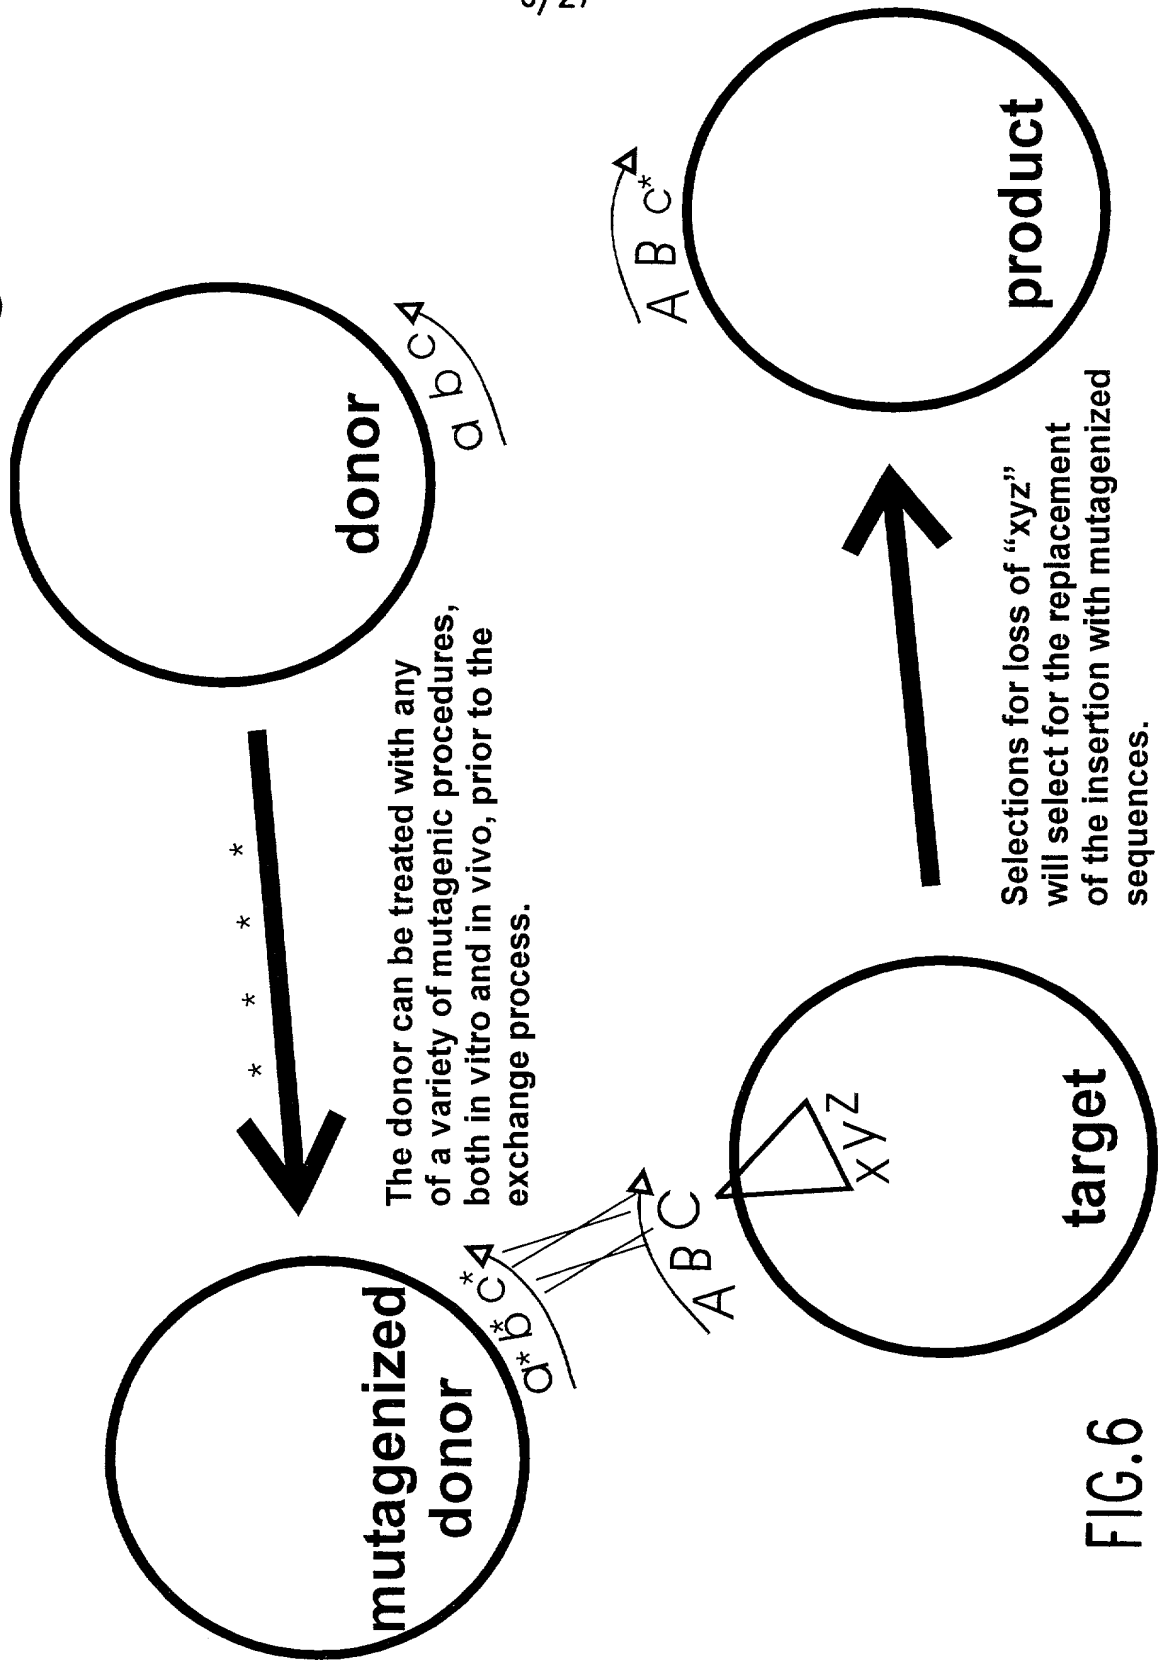 6/27
donor
a b c
* * * *
The donor can be treated with any
of a variety of mutagenic procedures,
both in vitro and in vivo, prior to the
exchange process.
mutagenized
donor
a* b* c*
A B C
x y z
target
Selections for loss of “xyz”
will select for the replacement
of the insertion with mutagenized
sequences.
A B c*
product
FIG.6